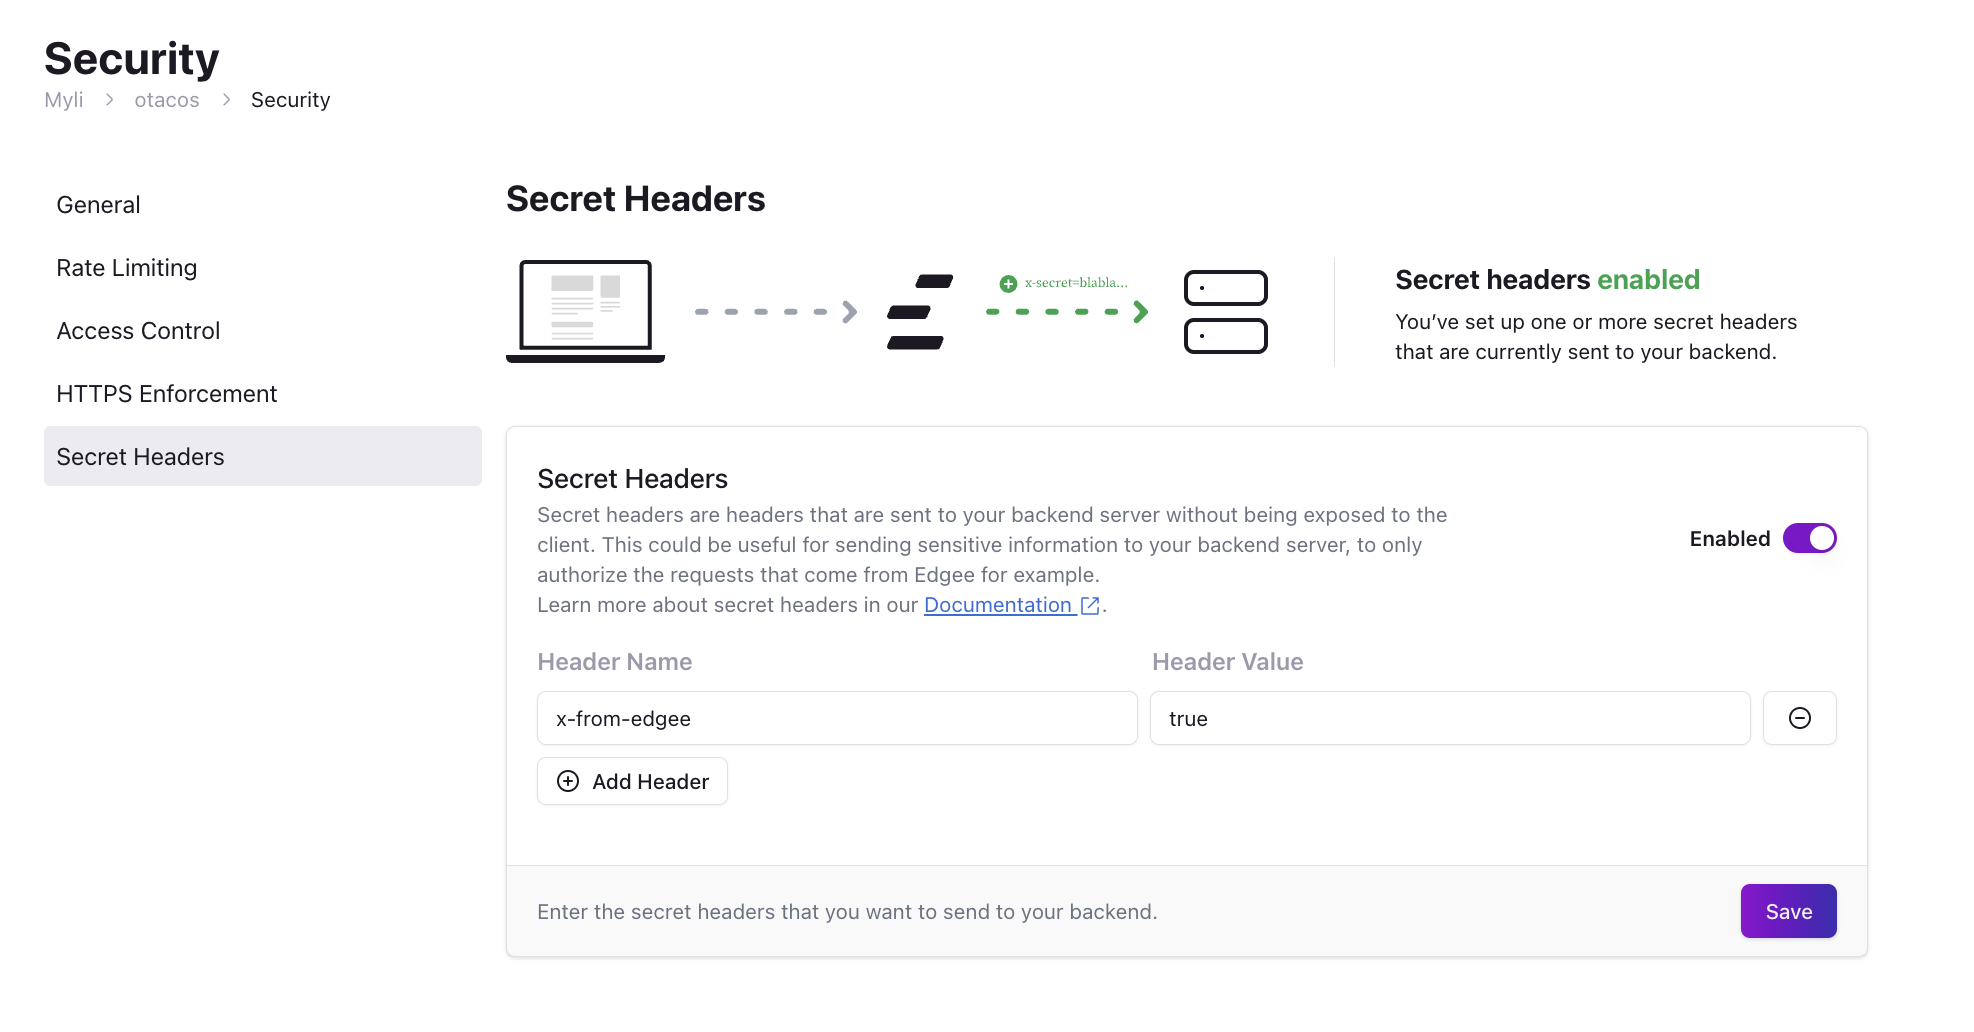 Security
Myli > otacos > Security
General
Rate Limiting
Access Control
HTTPS Enforcement
Secret Headers
Secret Headers
x-secret=blabla...
Secret headers enabled
You’ve set up one or more secret headers
that are currently sent to your backend.
Secret Headers
Secret headers are headers that are sent to your backend server without being exposed to the
client. This could be useful for sending sensitive information to your backend server, to only
authorize the requests that come from Edgee for example.
Learn more about secret headers in our Documentation.
Enabled
Header Name Header Value
x-from-edgee true
Add Header
Enter the secret headers that you want to send to your backend.
Save